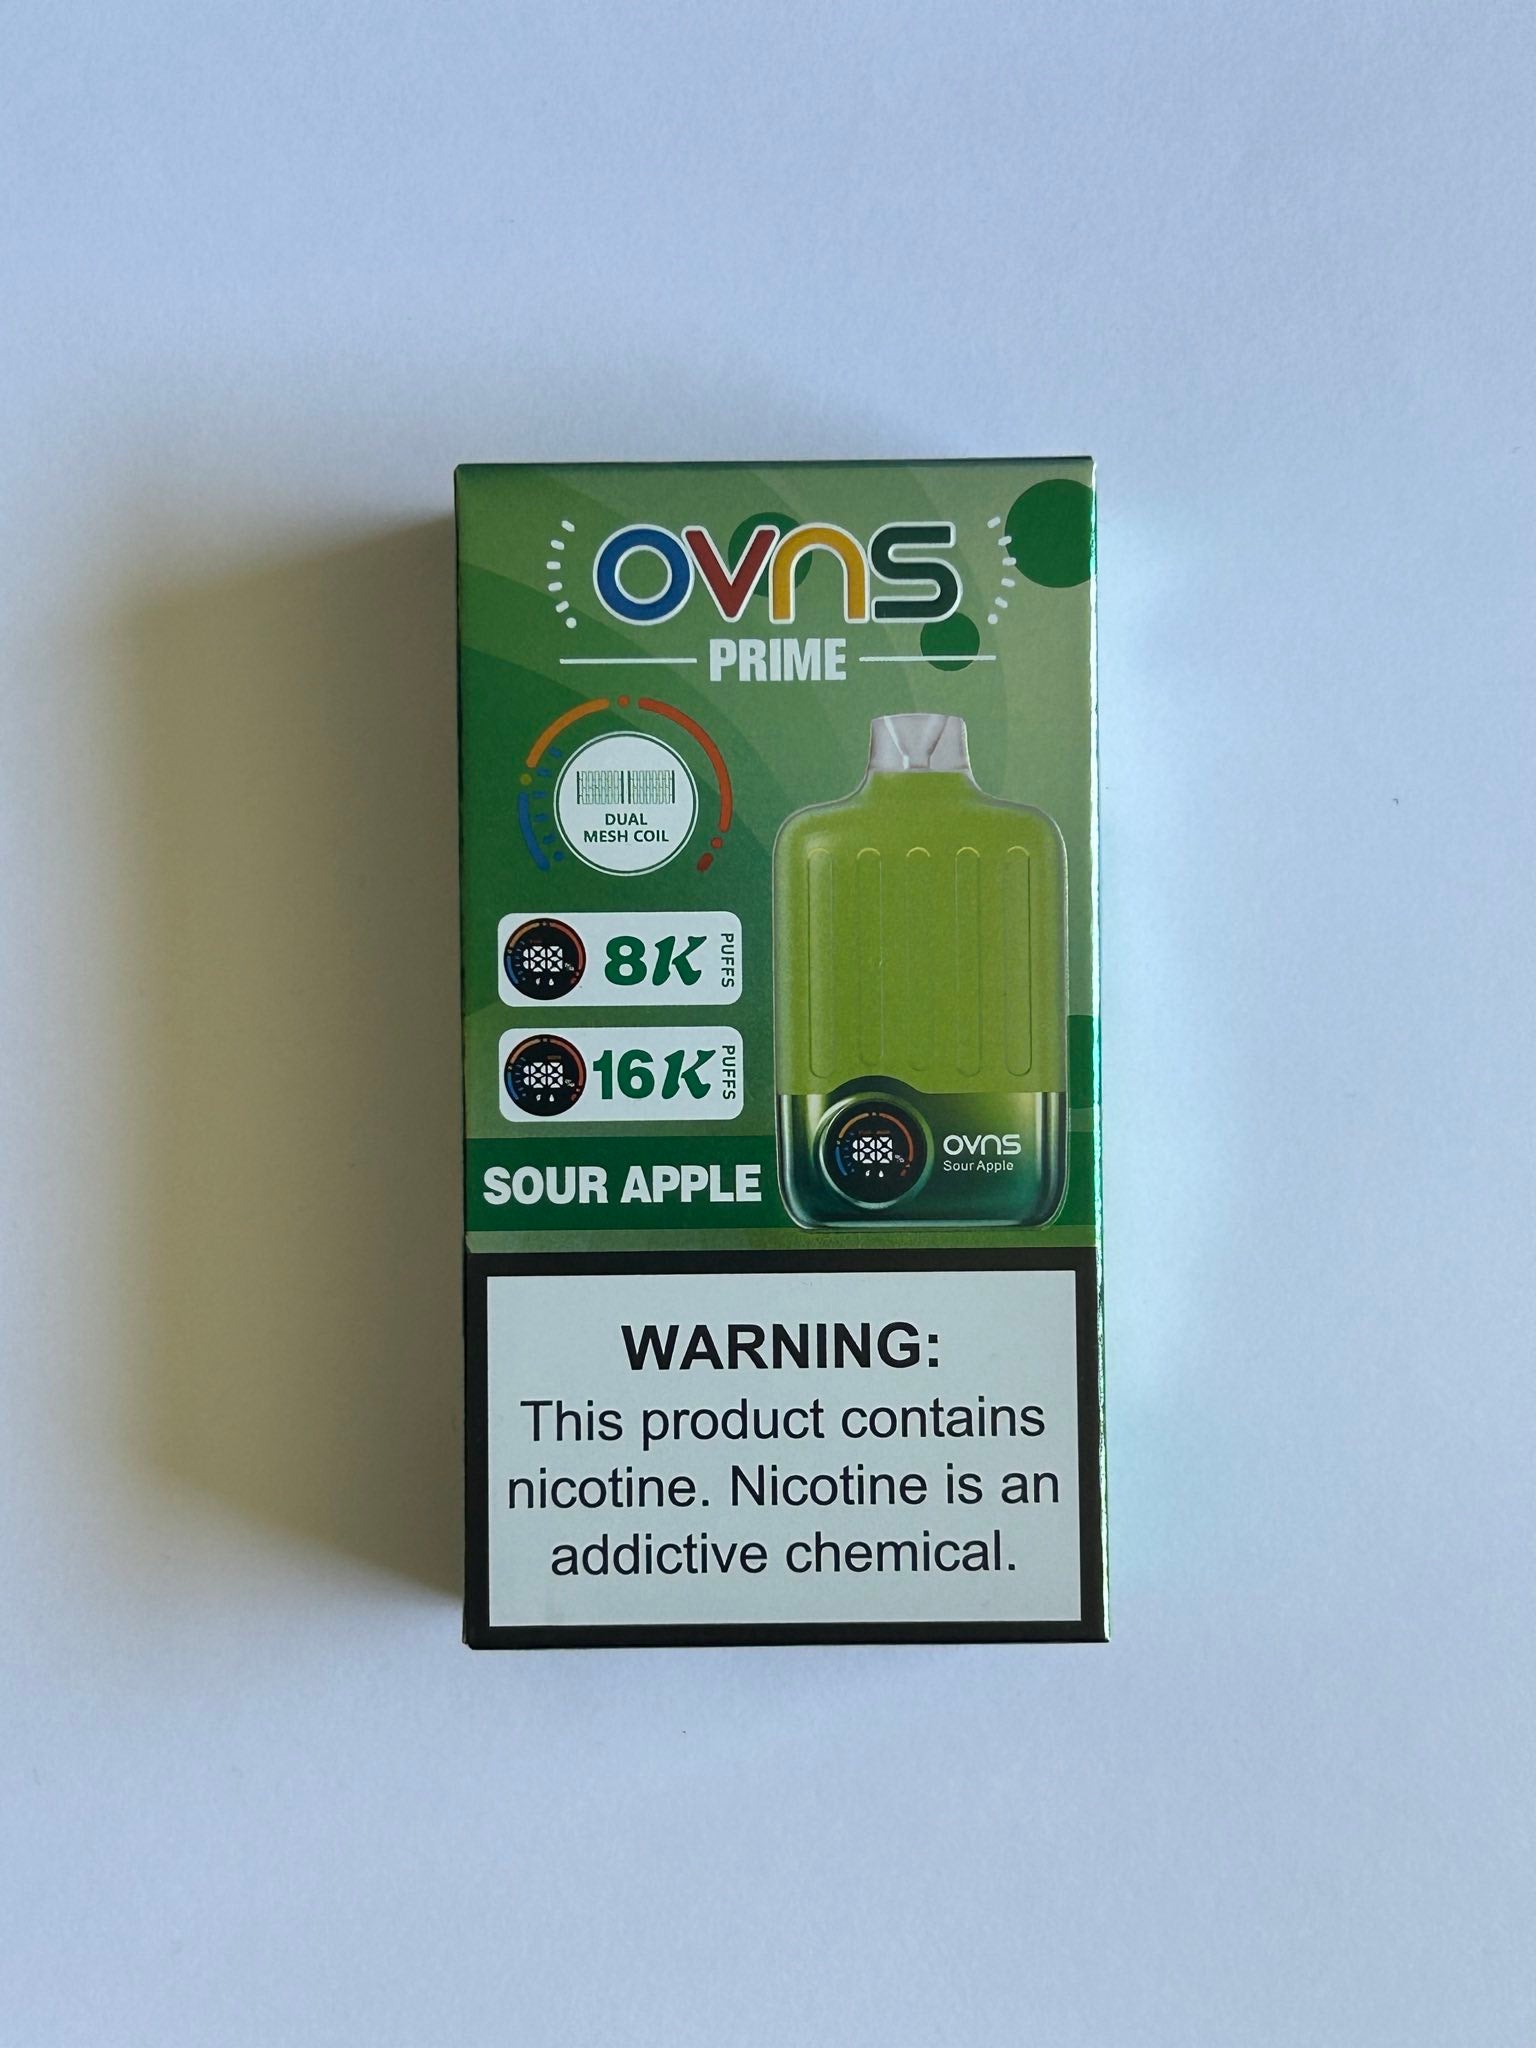 ovns
PRIME
DUAL
MESH COIL
8K PUFFS
16K PUFFS
ovns
Sour Apple
SOUR APPLE
WARNING:
This product contains
nicotine. Nicotine is an
addictive chemical.